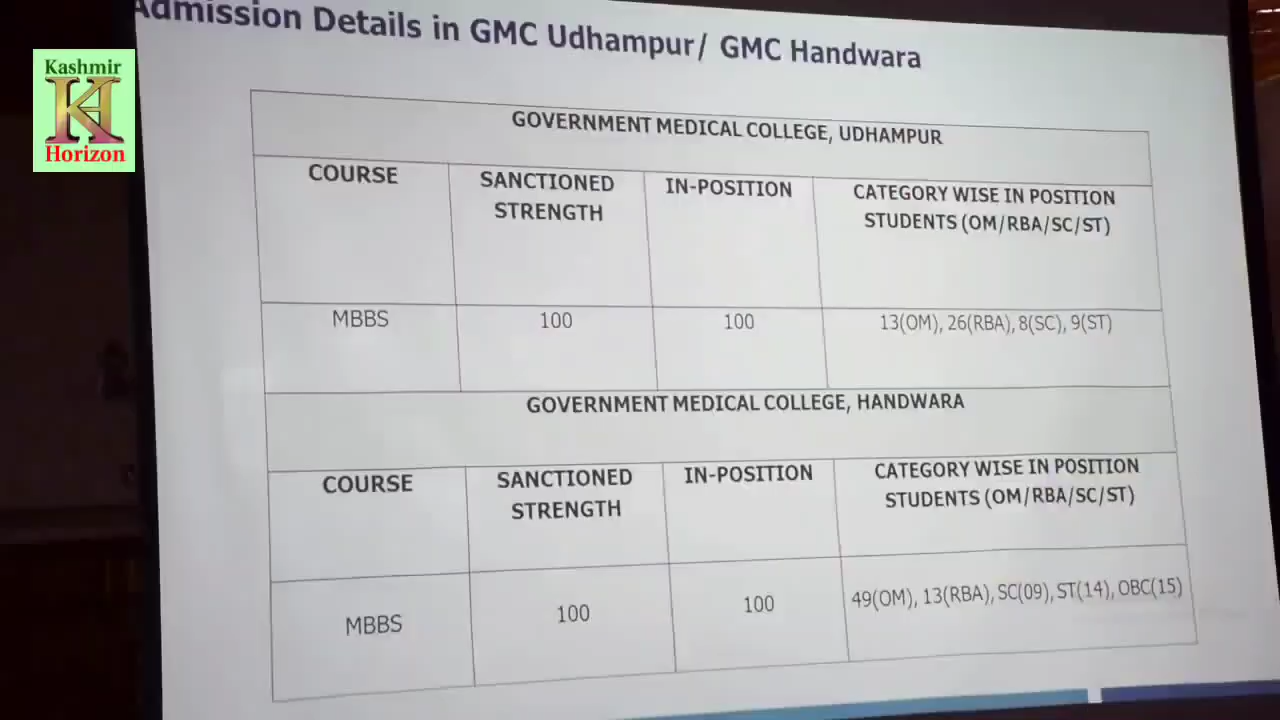 Admission Details in GMC Udhampur/ GMC Handwara
Kashmir
KH
Horizon
GOVERNMENT MEDICAL COLLEGE, UDHAMPUR
COURSE
SANCTIONED
STRENGTH
IN-POSITION
CATEGORY WISE IN POSITION
STUDENTS (OM/RBA/SC/ST)
MBBS
100
100
13(OM), 26(RBA), 8(SC), 9(ST)
GOVERNMENT MEDICAL COLLEGE, HANDWARA
COURSE
SANCTIONED
STRENGTH
IN-POSITION
CATEGORY WISE IN POSITION
STUDENTS (OM/RBA/SC/ST)
MBBS
100
100
49(OM), 13(RBA), SC(09), ST(14), OBC(15)